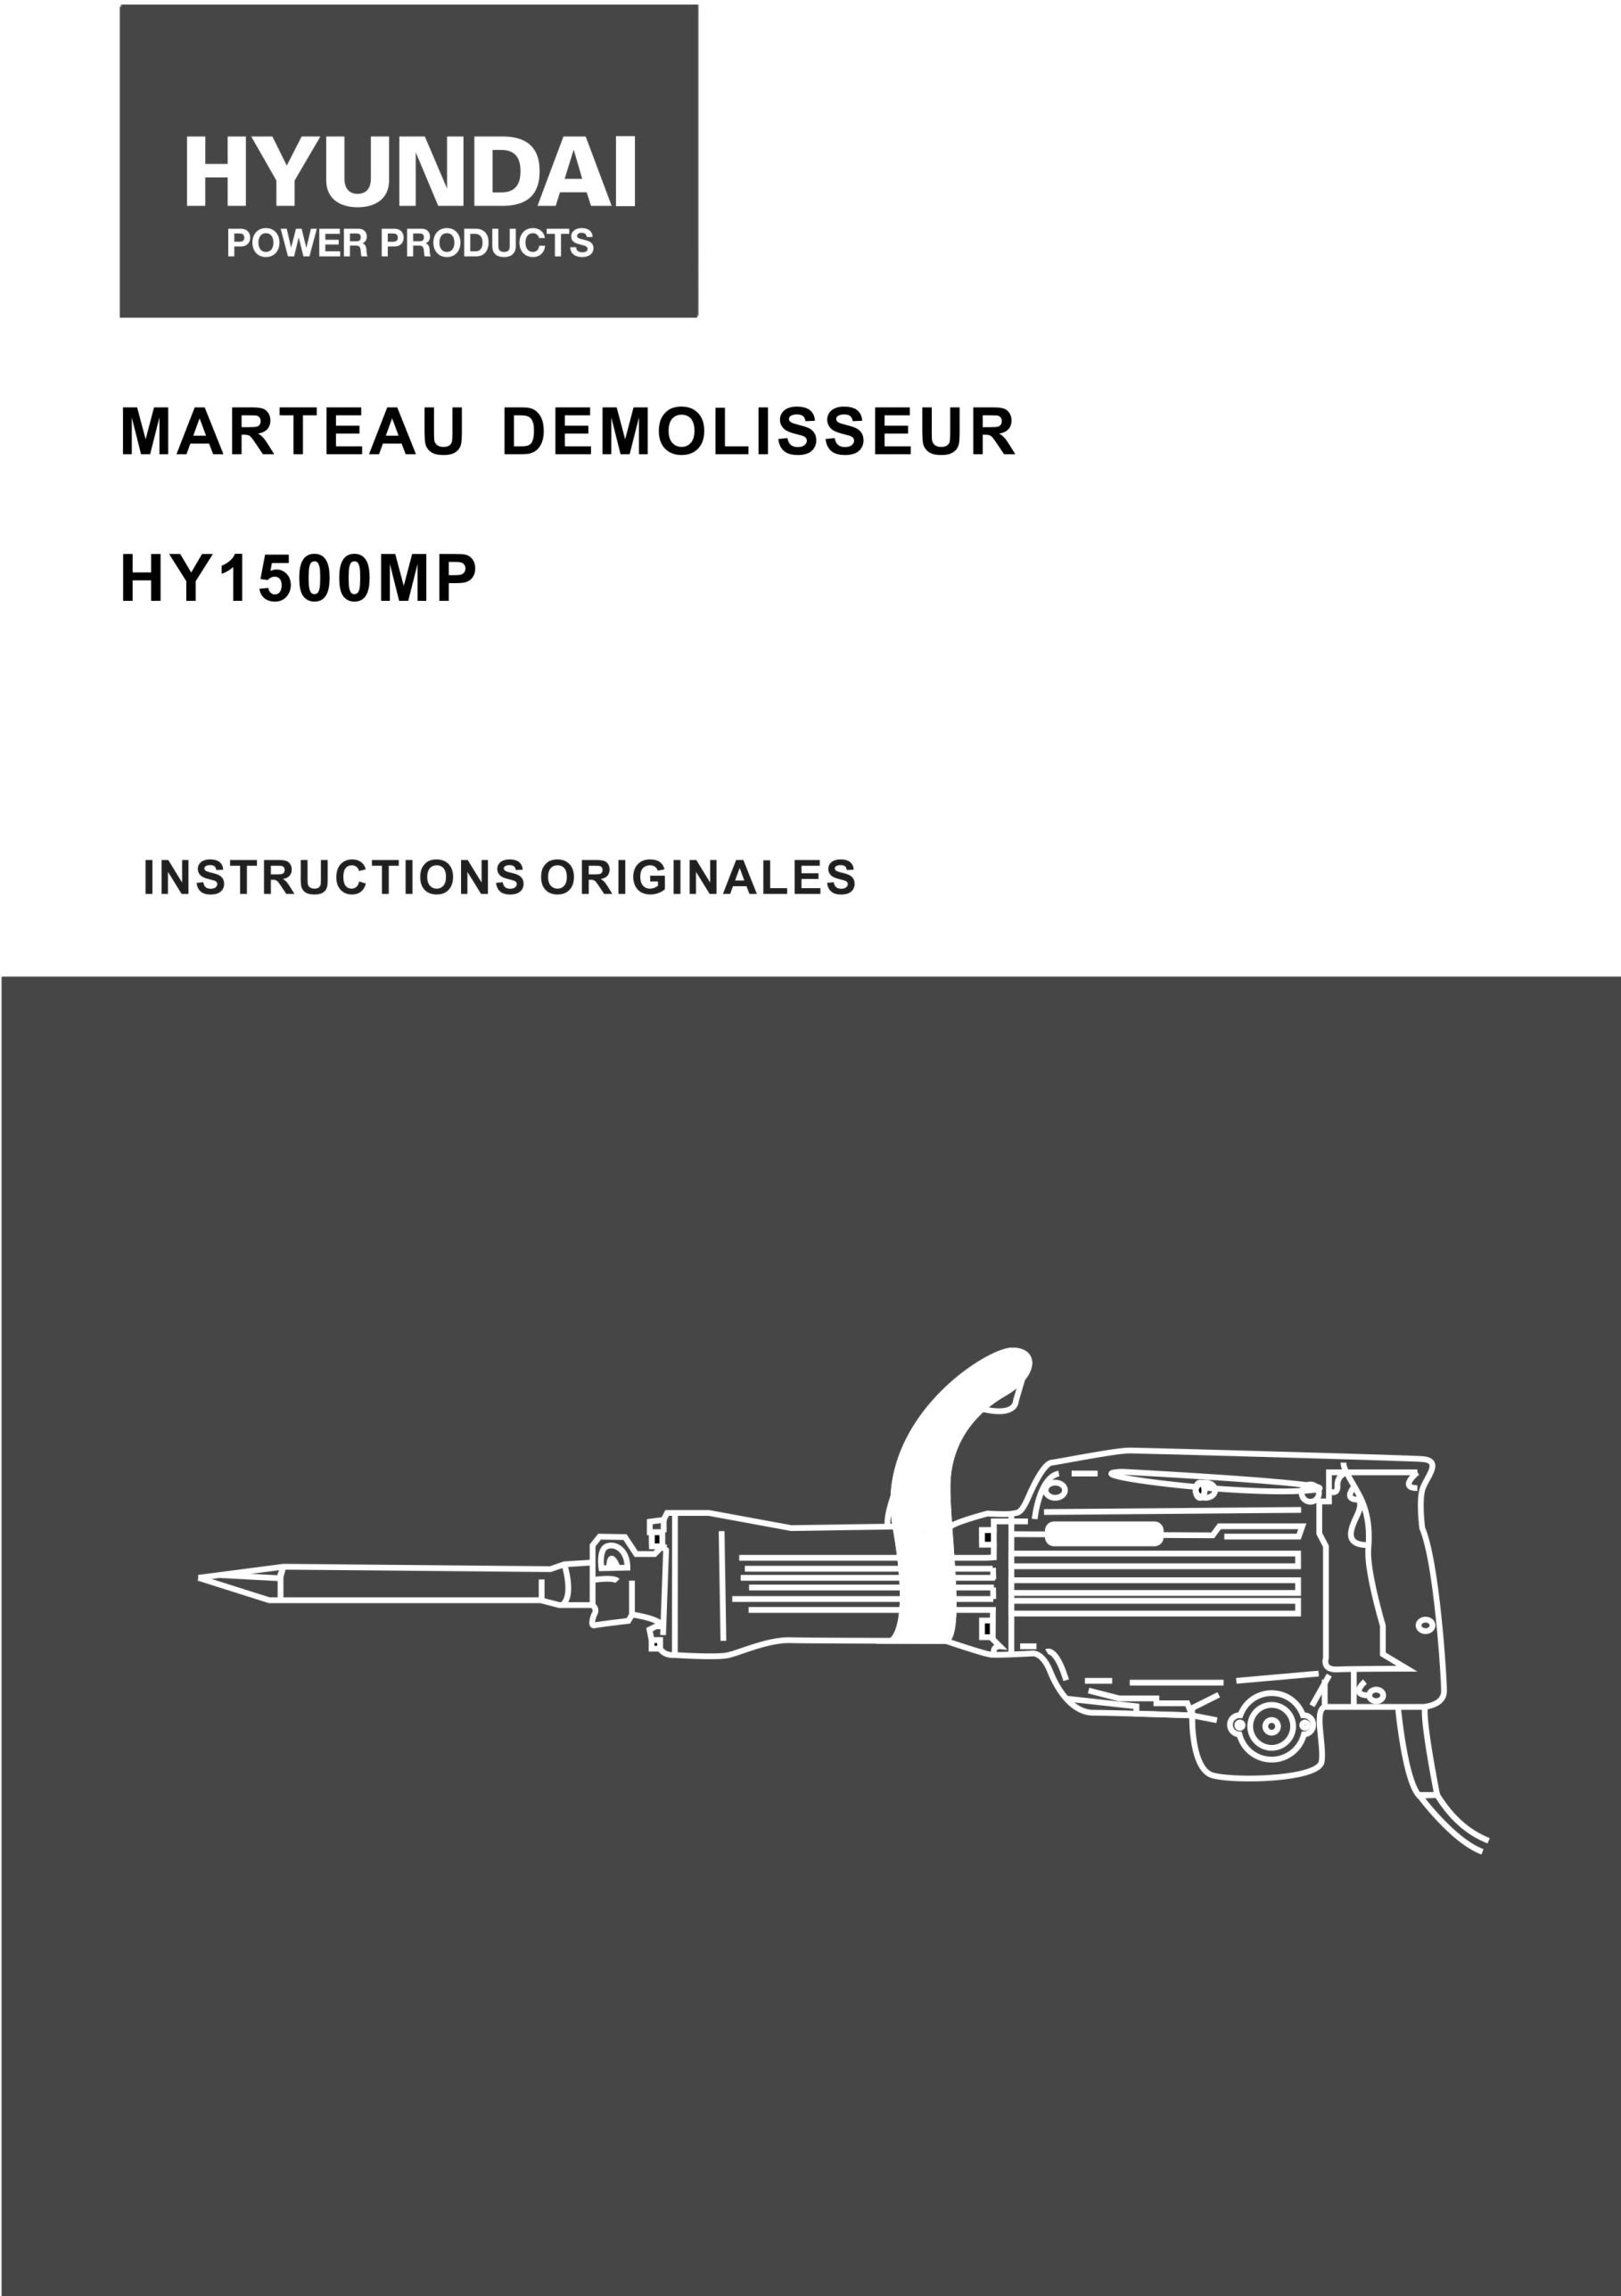 HYUNDAI
POWER PRODUCTS
MARTEAU DEMOLISSEUR
HY1500MP
INSTRUCTIONS ORIGINALES